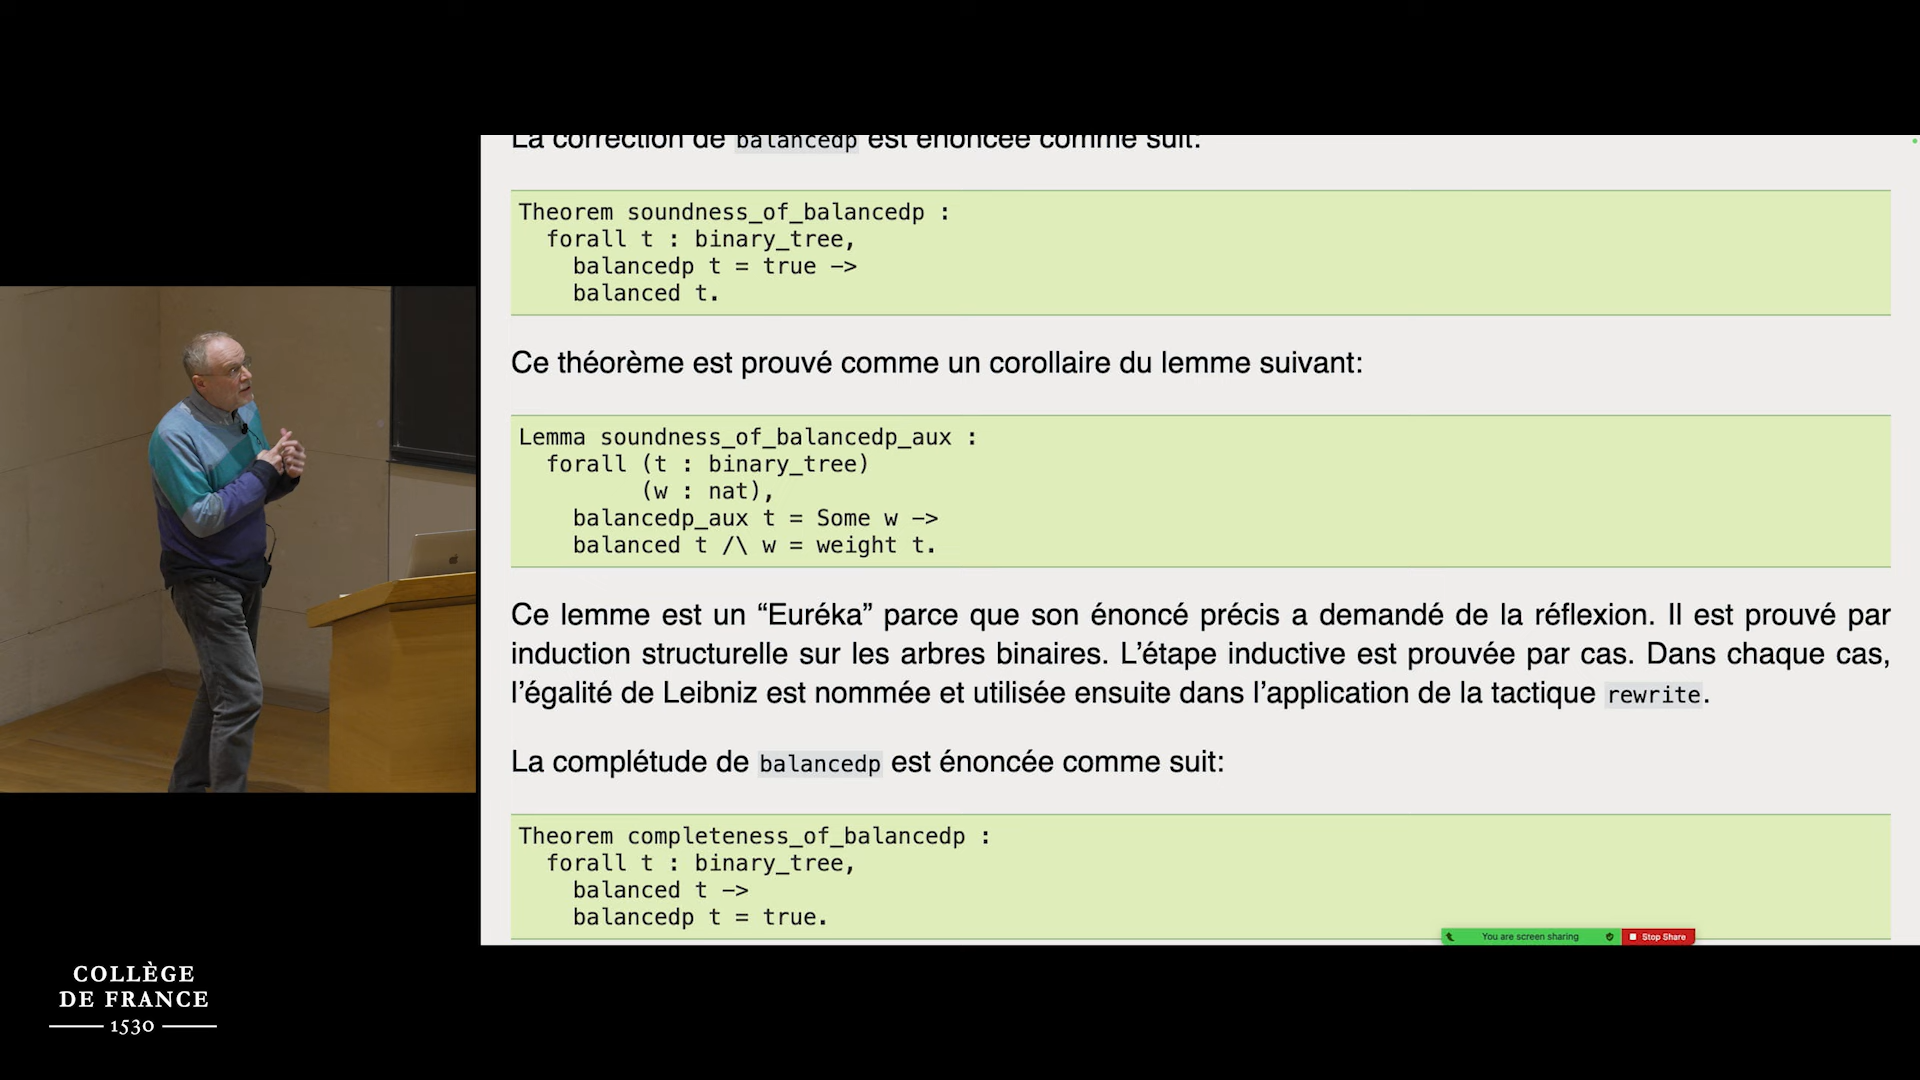 La correction de balancedp est énoncée comme suit:
Theorem soundness_of_balancedp :
forall t : binary_tree,
balancedp t = true ->
balanced t.
Ce théorème est prouvé comme un corollaire du lemme suivant:
Lemma soundness_of_balancedp_aux :
forall (t : binary_tree)
(w : nat),
balancedp_aux t = Some w ->
balanced t /\ w = weight t.
Ce lemme est un “Euréka” parce que son énoncé précis a demandé de la réflexion. Il est prouvé par
induction structurelle sur les arbres binaires. L’étape inductive est prouvée par cas. Dans chaque cas,
l’égalité de Leibniz est nommée et utilisée ensuite dans l’application de la tactique rewrite.
La complétude de balancedp est énoncée comme suit:
Theorem completeness_of_balancedp :
forall t : binary_tree,
balanced t ->
balancedp t = true.
You are screen sharing Stop Share
COLLÈGE
DE FRANCE
1530